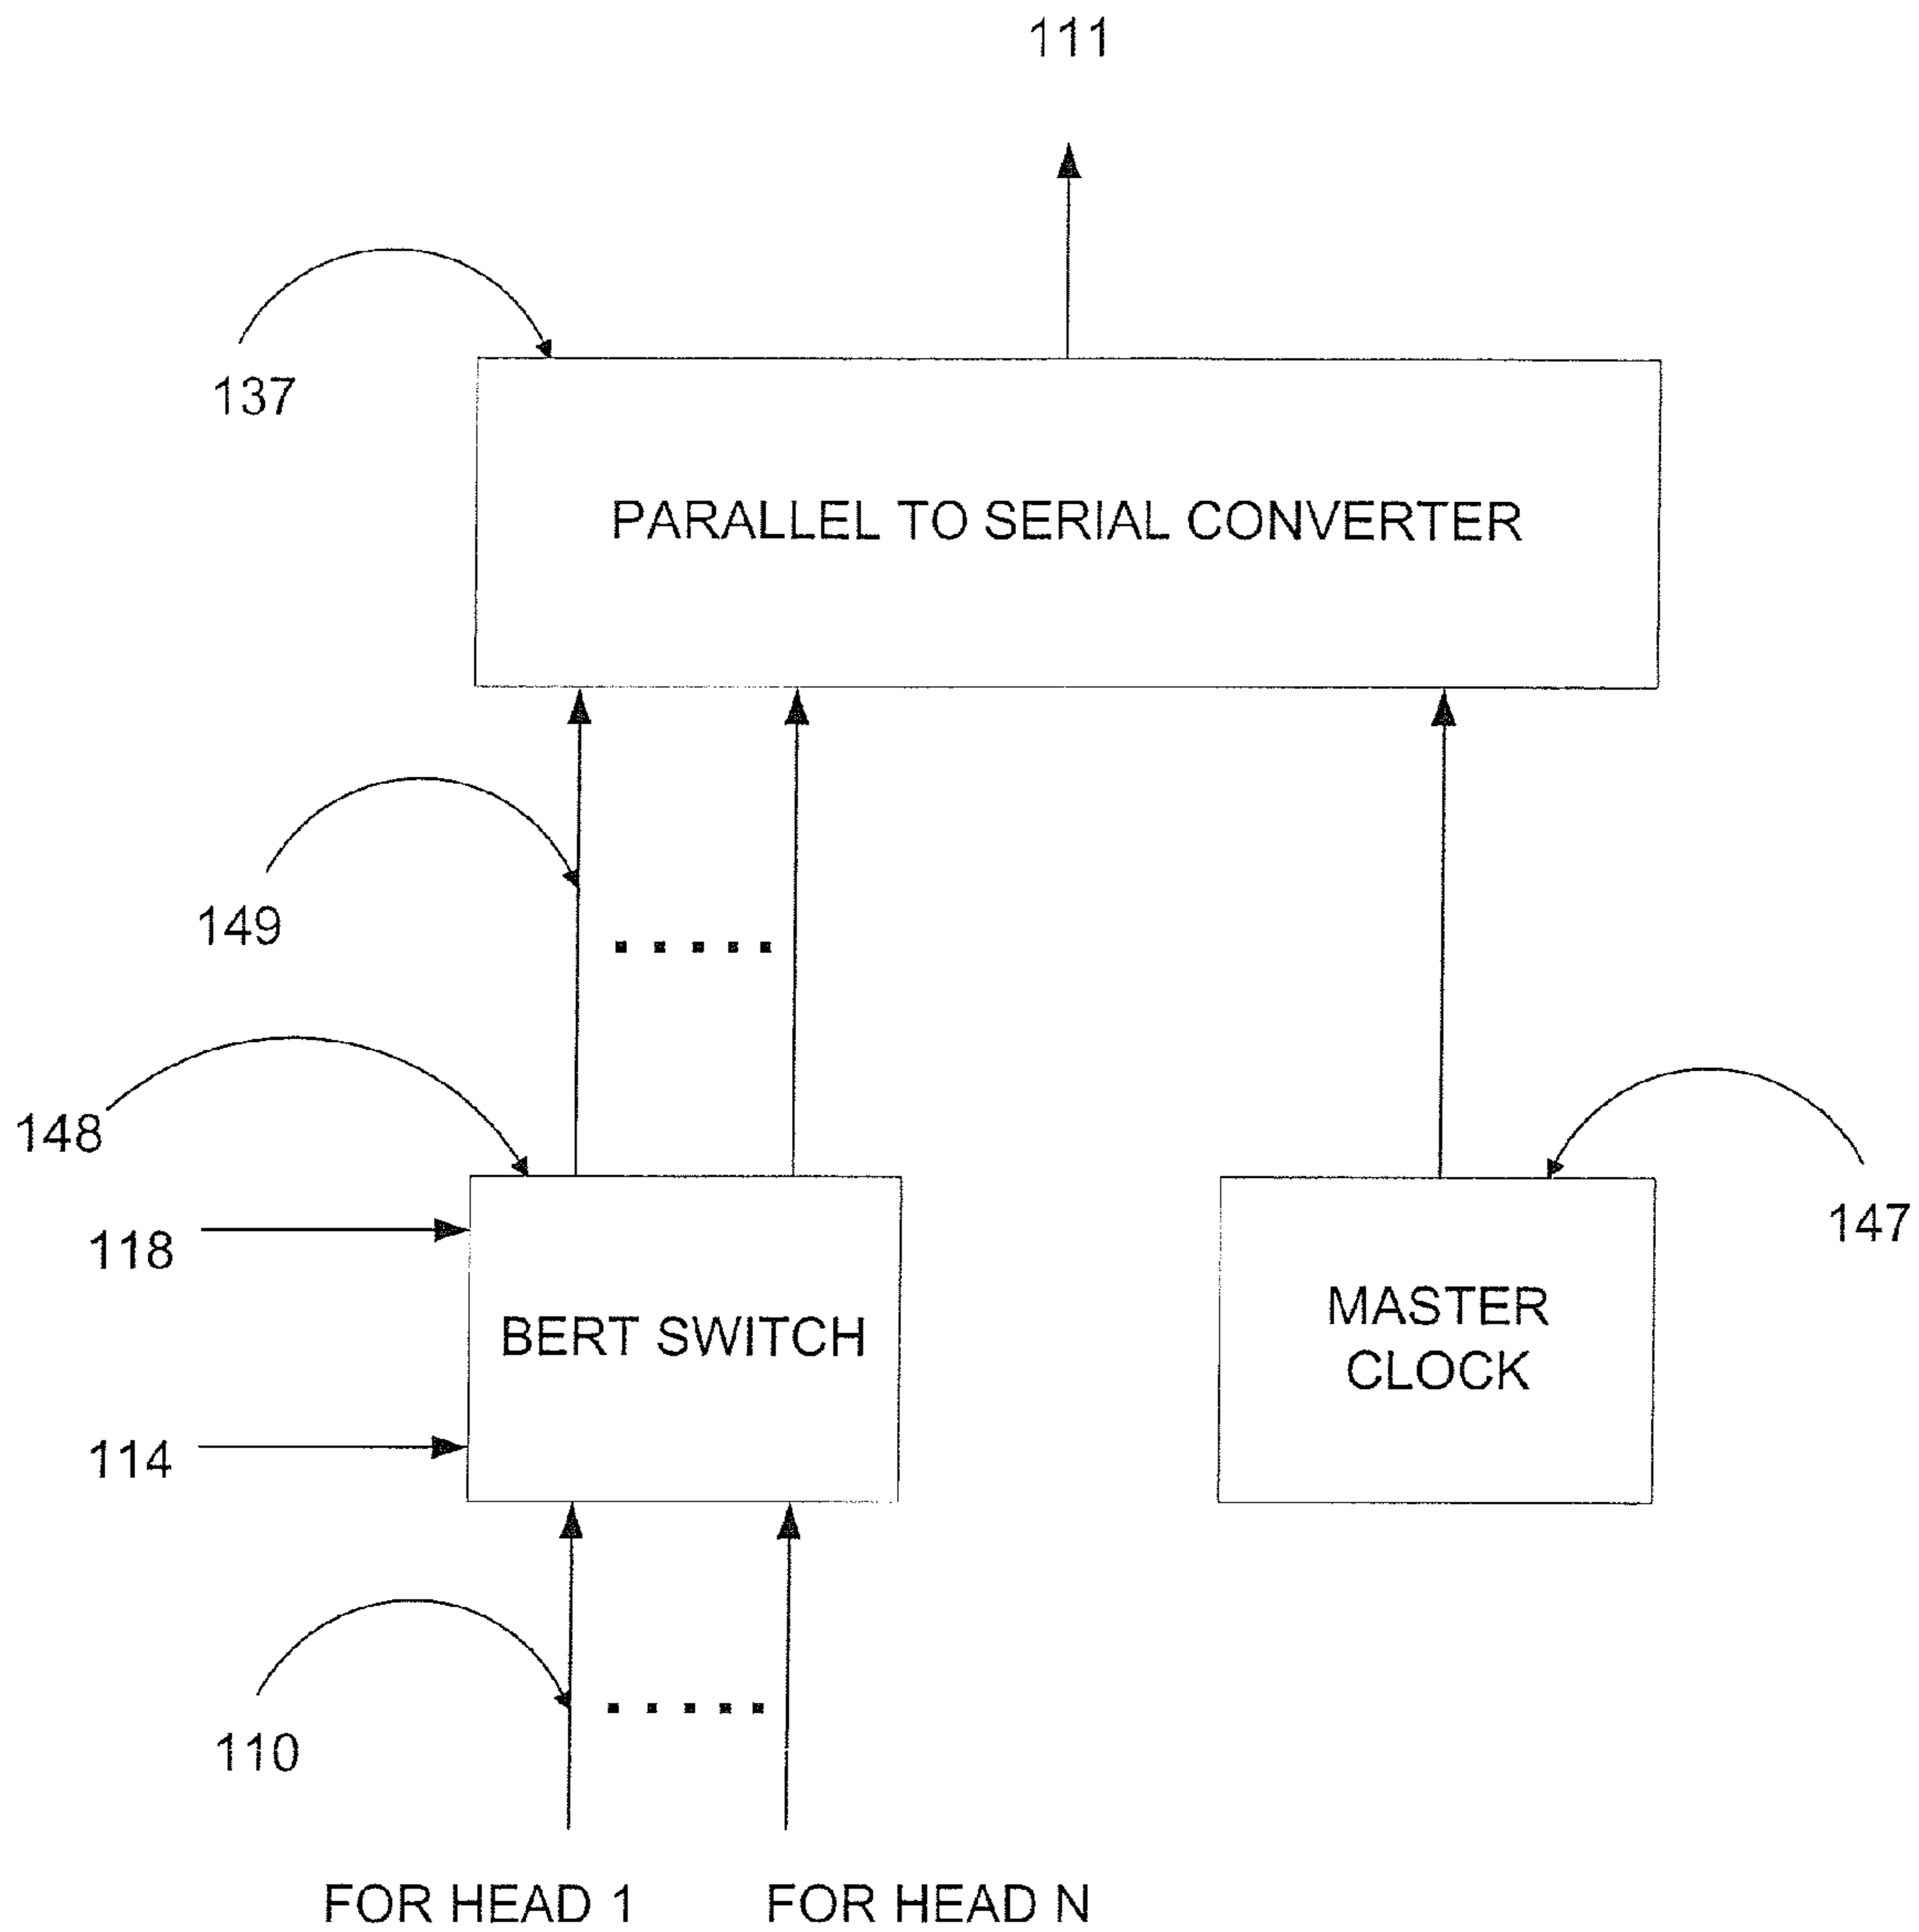 111
137
PARALLEL TO SERIAL CONVERTER
149
148
118
147
BERT SWITCH
MASTER
CLOCK
114
110
FOR HEAD 1
FOR HEAD N